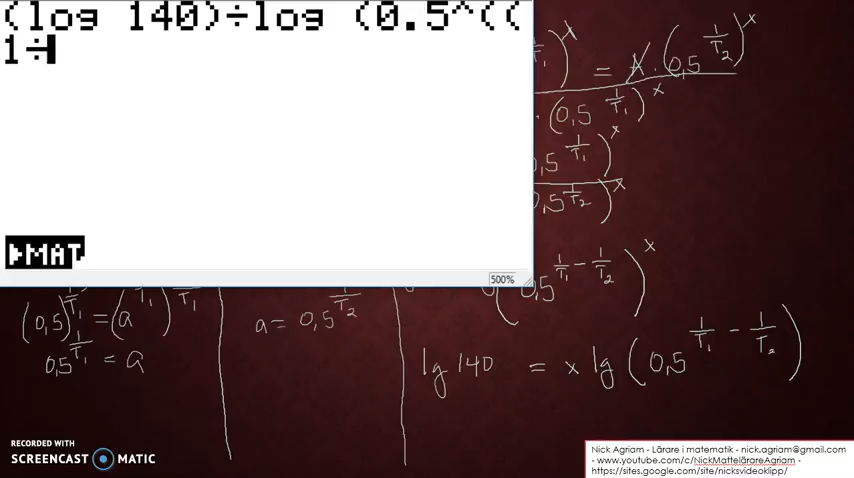 (log 140)÷log (0.5^((
1÷
▶MAT
500%
= A · (0,5^(1/T₂))^x
· (0,5^(1/T₁))^x
0,5^(1/T₁))^x
0,5^(1/T₂))^x
(0,5^(1/T₁ - 1/T₂))^x
(0,5)^(1/T₁) = (a
a = 0,5^(1/T₂)
0,5^(1/T₁) = a
lg 140 = x lg (0,5^(1/T₁ - 1/T₂))
RECORDED WITH
SCREENCAST MATIC
Nick Agriam - Lärare i matematik - nick.agriam@gmail.com
- www.youtube.com/c/NickMattelärareAgriam -
https://sites.google.com/site/nicksvideoklipp/